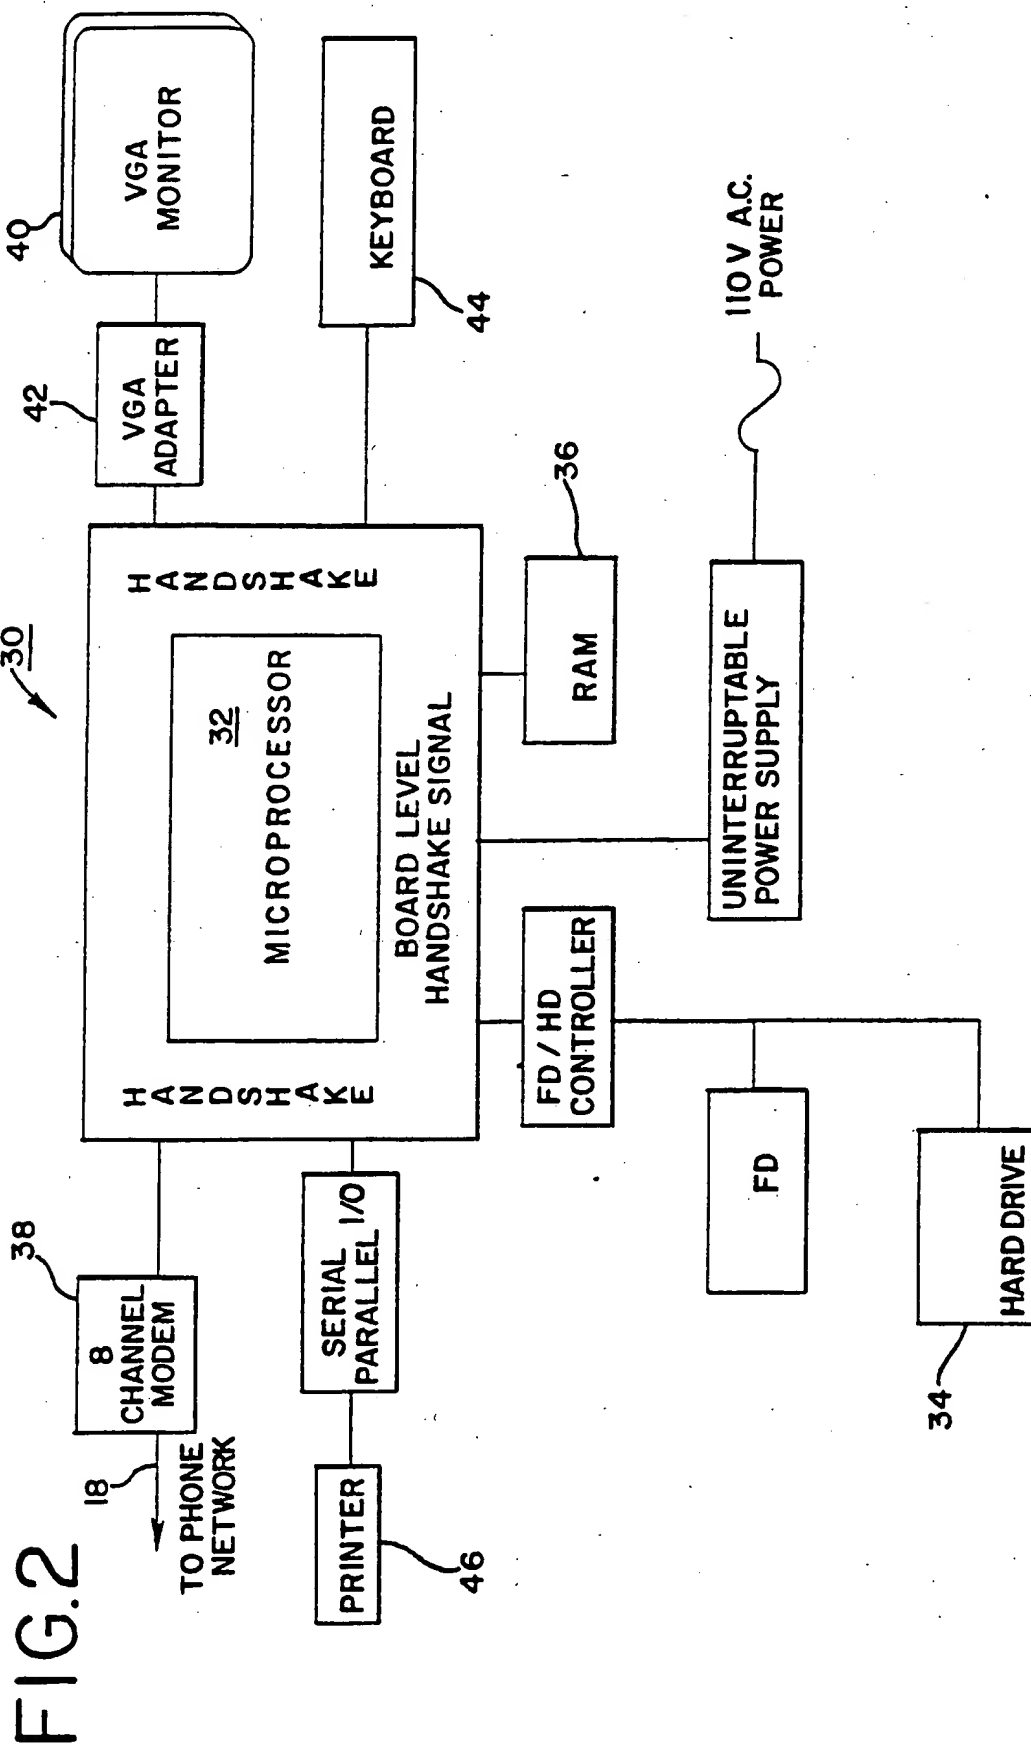 FIG.2
30
40
VGA
MONITOR
42
VGA
ADAPTER
KEYBOARD
44
38
8
CHANNEL
MODEM
18
TO PHONE
NETWORK
HANDSHAKE
32
MICROPROCESSOR
HANDSHAKE
BOARD LEVEL
HANDSHAKE SIGNAL
SERIAL
PARALLEL I/O
PRINTER
46
FD/HD
CONTROLLER
RAM
36
FD
HARD DRIVE
34
UNINTERRUPTABLE
POWER SUPPLY
110V A.C.
POWER